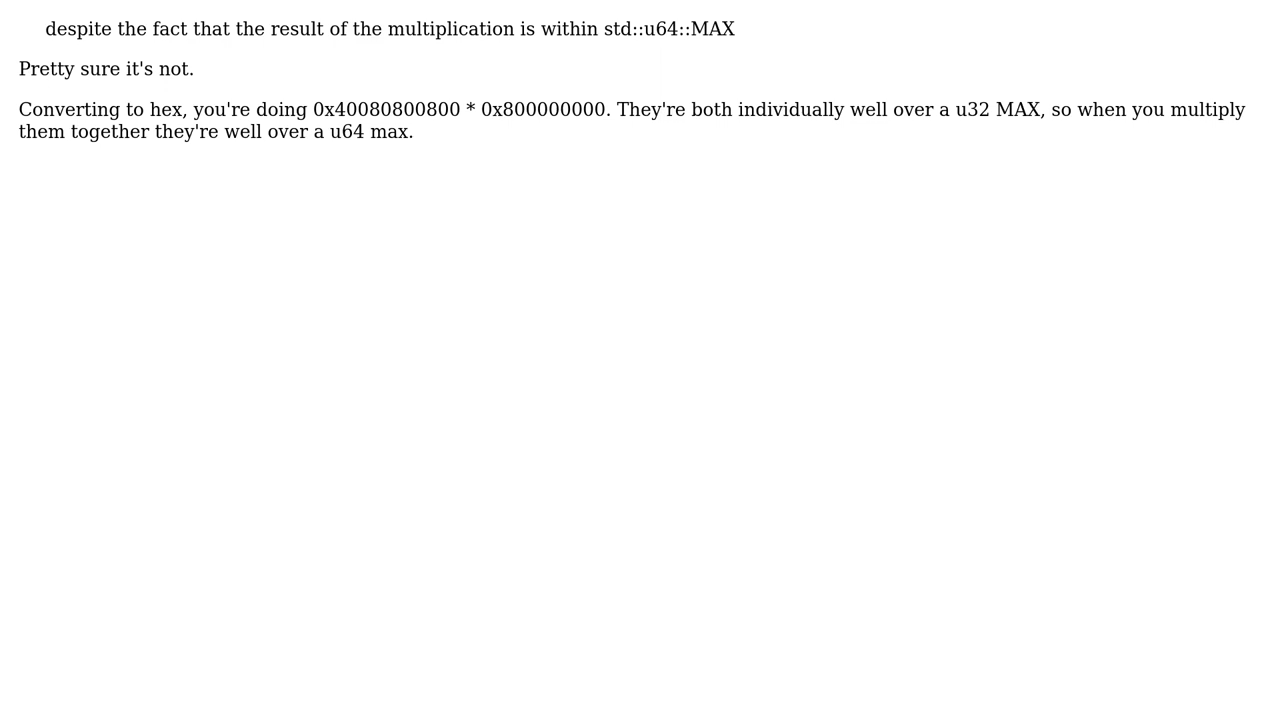 despite the fact that the result of the multiplication is within std::u64::MAX
Pretty sure it's not.
Converting to hex, you're doing 0x40080800800 * 0x800000000. They're both individually well over a u32 MAX, so when you multiply
them together they're well over a u64 max.